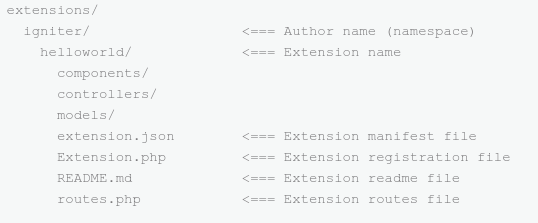 extensions/
  igniter/                  <=== Author name (namespace)
    helloworld/             <=== Extension name
      components/
      controllers/
      models/
      extension.json        <=== Extension manifest file
      Extension.php         <=== Extension registration file
      README.md             <=== Extension readme file
      routes.php            <=== Extension routes file